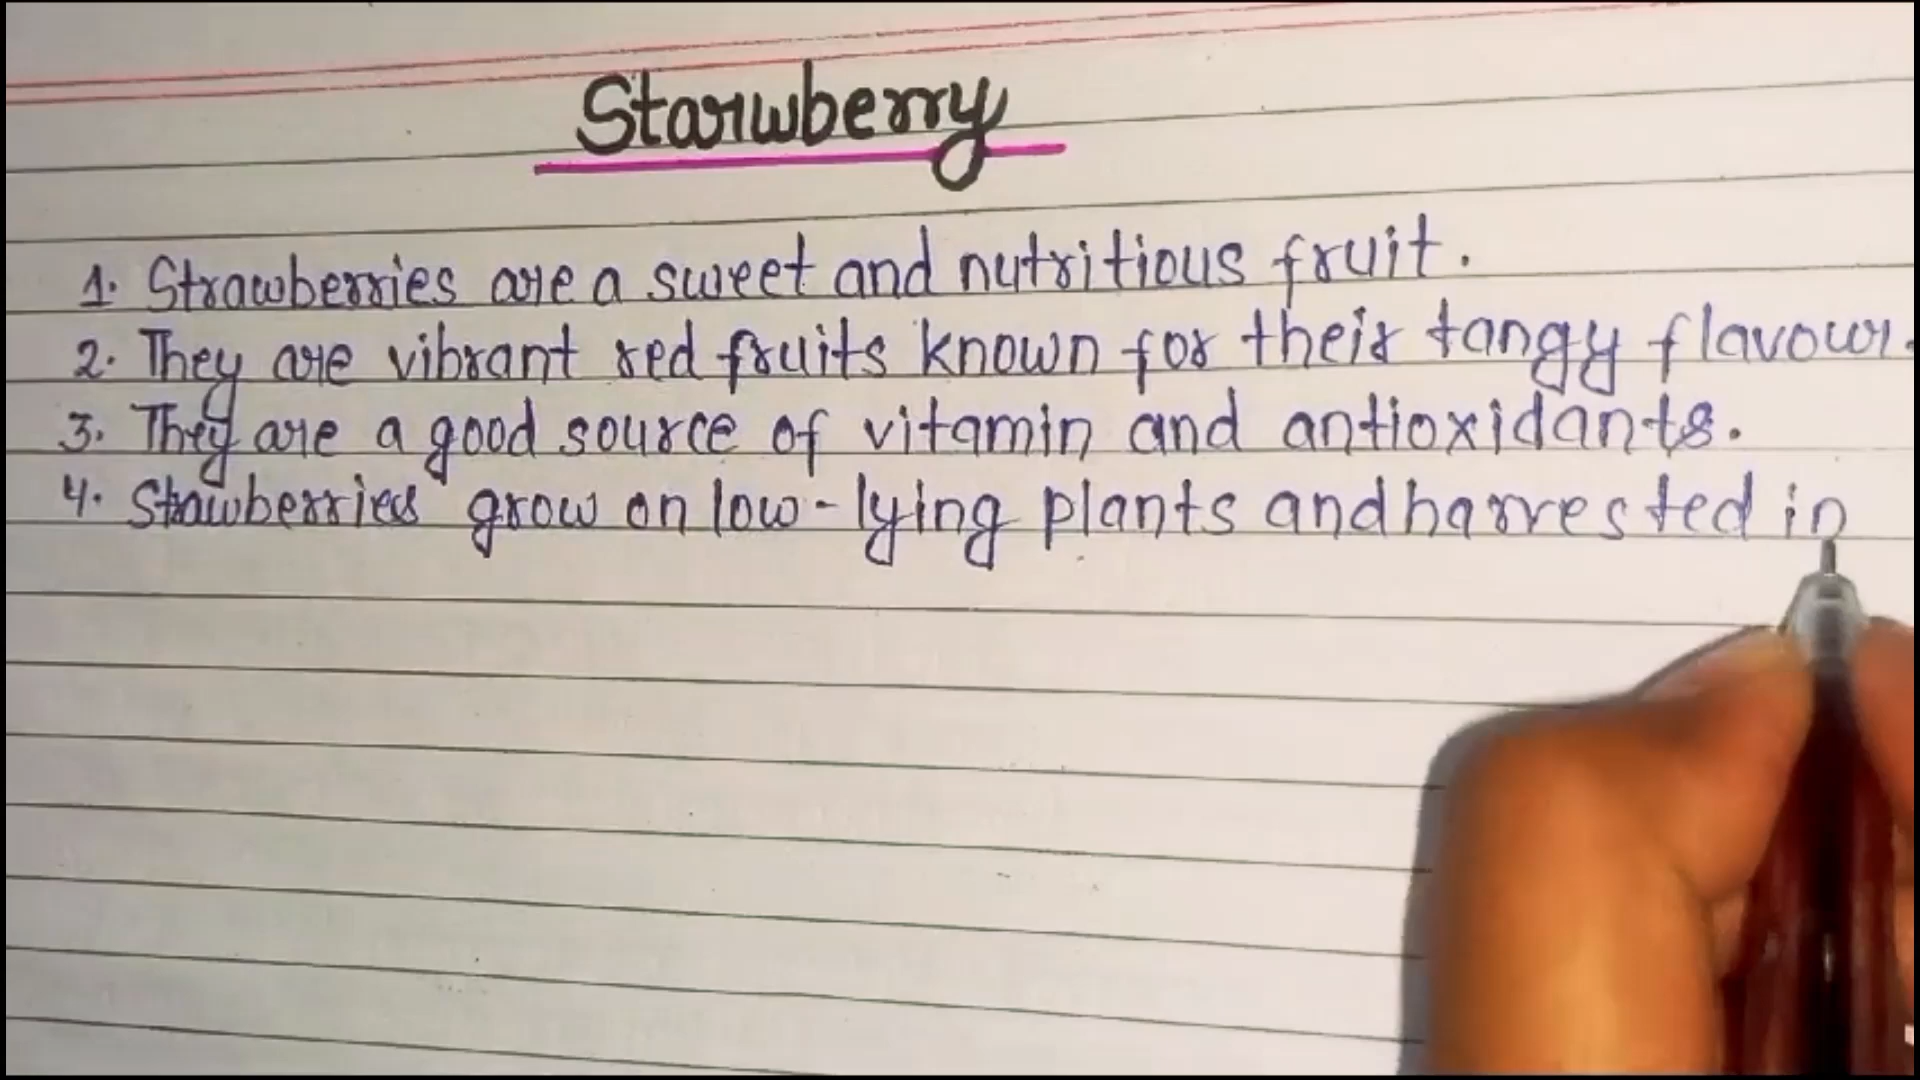 Starwberry
1. Strawberries are a sweet and nutritious fruit.
2. They are vibrant red fruits known for their tangy flavour.
3. They are a good source of vitamin and antioxidants.
4. Strawberries grow on low-lying plants and harvested in